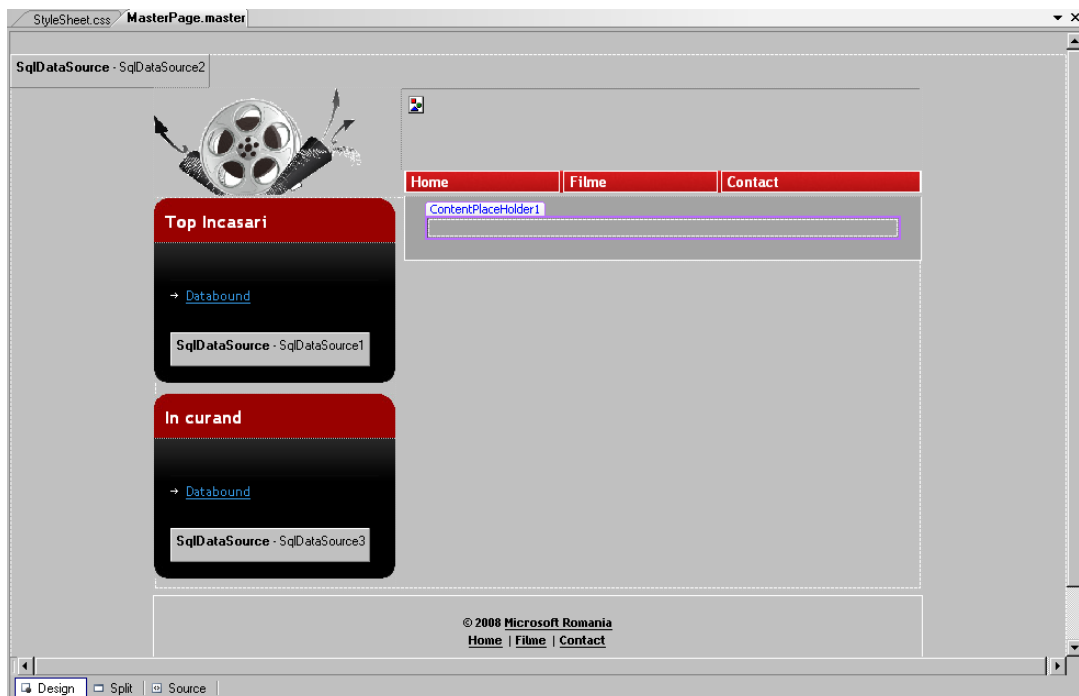 StyleSheet.css MasterPage.master
SqlDataSource - SqlDataSource2
Home Filme Contact
ContentPlaceHolder1
Top Incasari
→ Databound
SqlDataSource - SqlDataSource1
In curand
→ Databound
SqlDataSource - SqlDataSource3
© 2008 Microsoft Romania
Home | Filme | Contact
Design Split Source